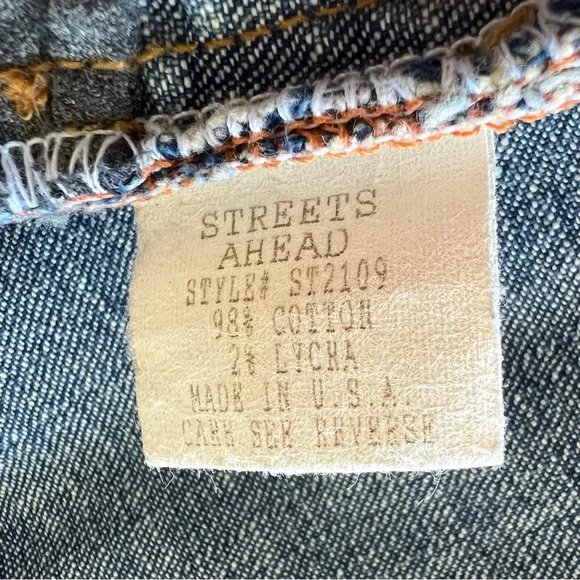 STREETS
AHEAD
STYLE# ST2109
98% COTTON
2% LYCRA
MADE IN U.S.A.
CARE SEE REVERSE